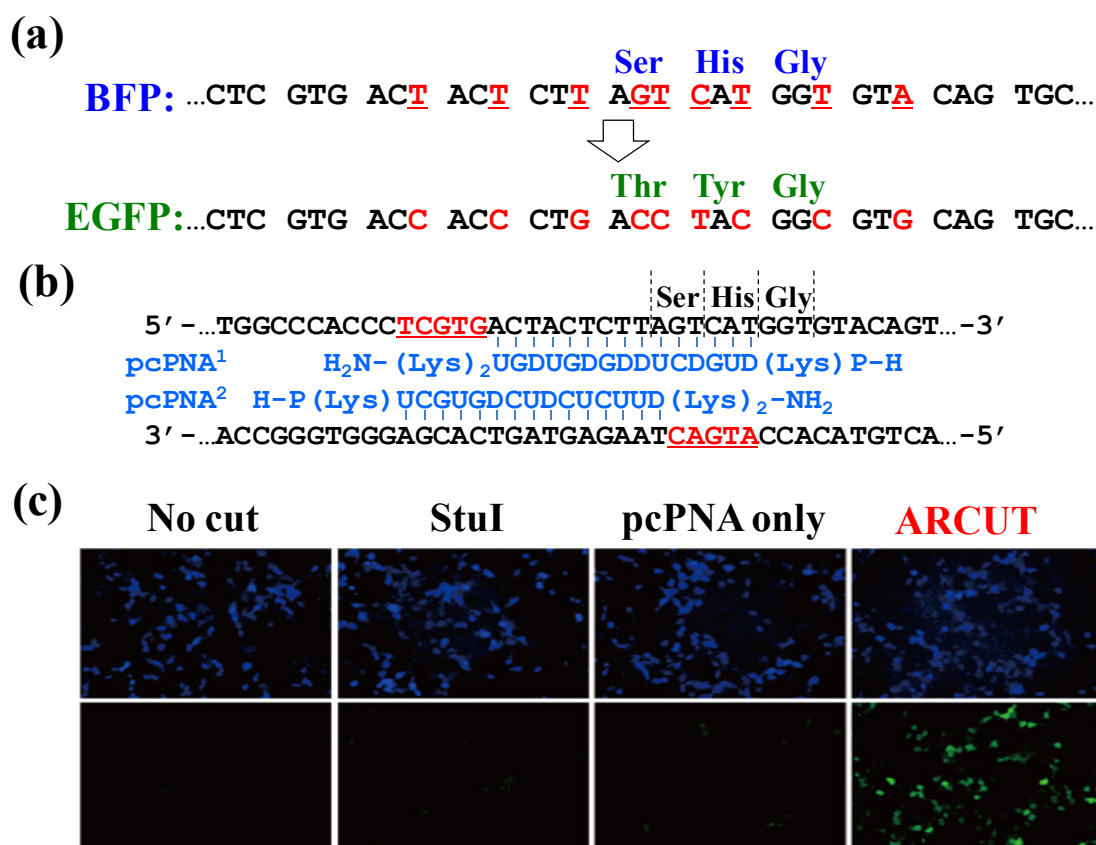 (a)
Ser His Gly
BFP: ...CTC GTG ACT ACT CTT AGT CAT GGT GTA CAG TGC...
Thr Tyr Gly
EGFP: ...CTC GTG ACC ACC CTG ACC TAC GGC GTG CAG TGC...
(b)
Ser His Gly
5’-…TGGCCCACCCTCGTGACTACTCTTAGTCATGGTGTACAGT…-3’
pcPNA¹ H₂N-(Lys)₂UGDUGDGDDUCDGUD(Lys)P-H
pcPNA² H-P(Lys)UCGUGDCUDCUCUUD(Lys)₂-NH₂
3’-…ACCGGGTGGGAGCACTGATGAGAATCAGTACCACATGTCA…-5’
(c)
No cut StuI pcPNA only ARCUT